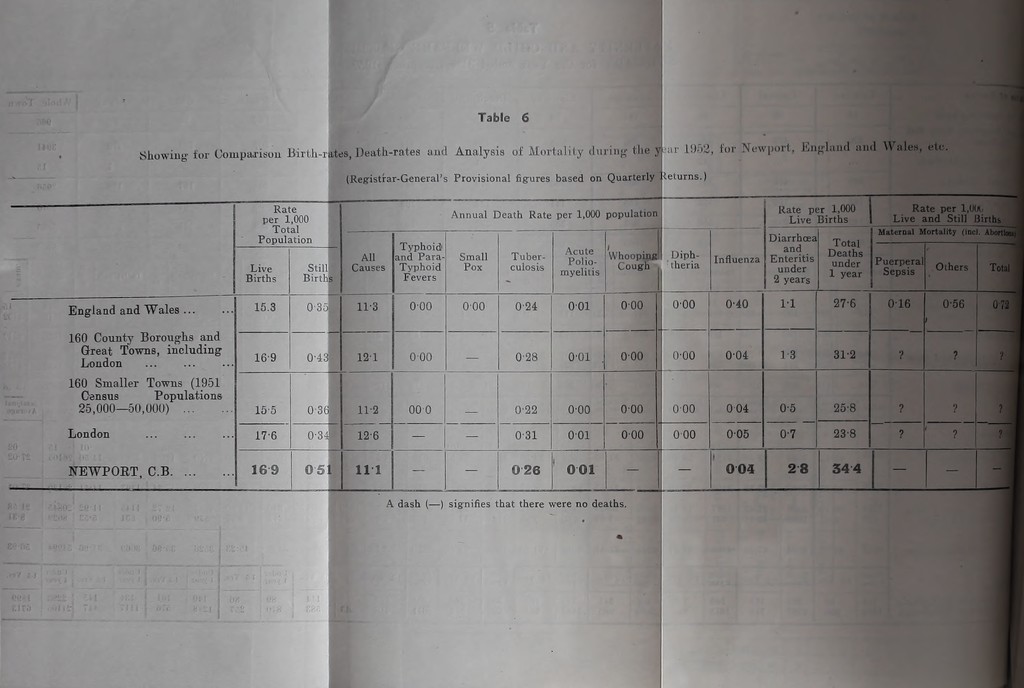 Table 6
Showing for Comparison Birth-rates, Death-rates and Analysis of Mortality during the year 1952, for Newport, England and Wales, etc.
(Registrar-General's Provisional figures based on Quarterly Returns.)
Rate per 1,000 Total Population
Annual Death Rate per 1,000 population
Rate per 1,000 Live Births
Rate per 1,000 Live and Still Births
Maternal Mortality (incl. Abortions)
Live Births
Still Births
All Causes
Typhoid and Para-Typhoid Fevers
Small Pox
Tuber-culosis
Acute Polio-myelitis
Whooping Cough
Diph-theria
Influenza
Diarrhœa and Enteritis under 2 years
Total Deaths under 1 year
Puerperal Sepsis
Others
Total
England and Wales ... ... 15.3 0·35 11·3 0·00 0·00 0·24 0·01 0·00 0·00 0·40 1·1 27·6 0·16 0·56 0·72
160 County Boroughs and
Great Towns, including
London ... ... ... 16·9 0·43 12·1 0·00 — 0·28 0·01 0·00 0·00 0·04 1·3 31·2 ? ? ?
160 Smaller Towns (1951
Census Populations
25,000—50,000) ... ... 15·5 0·36 11·2 00·0 — 0·22 0·00 0·00 0·00 0·04 0·5 25·8 ? ? ?
London ... ... ... 17·6 0·34 12·6 — — 0·31 0·01 0·00 0·00 0·05 0·7 23·8 ? ? ?
NEWPORT, C.B. ... ... 16·9 0·51 11·1 — — 0·26 0·01 — — 0·04 2·8 34·4 — — —
A dash (—) signifies that there were no deaths.